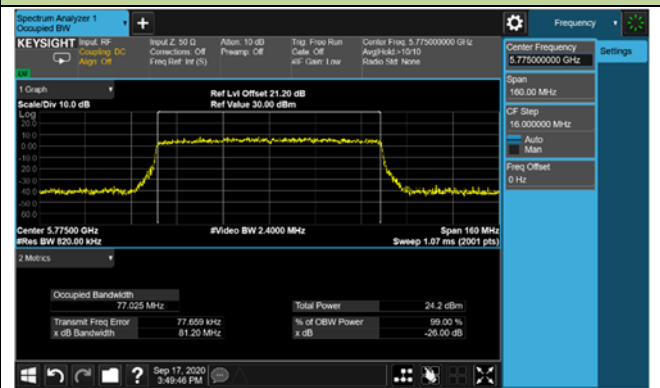 Spectrum Analyzer 1
Occupied BW
Frequency
KEYSIGHT
Input: RF
Coupling: DC
Align: Off
Input Z: 50 Ω
Corrections: Off
Freq Ref: Int (S)
Atten: 10 dB
Preamp: Off
Trig: Free Run
Gate: Off
#IF Gain: Low
Center Freq: 5.775000000 GHz
Avg|Hold:>10/10
Radio Std: None
Center Frequency
5.775000000 GHz
Settings
Span
160.00 MHz
CF Step
16.000000 MHz
Auto
Man
Freq Offset
0 Hz
1 Graph
Scale/Div 10.0 dB
Ref Lvl Offset 21.20 dB
Ref Value 30.00 dBm
Log
20.0
10.0
0.00
-10.0
-20.0
-30.0
-40.0
-50.0
-60.0
Center 5.77500 GHz
#Res BW 820.00 kHz
#Video BW 2.4000 MHz
Span 160 MHz
Sweep 1.07 ms (2001 pts)
2 Metrics
Occupied Bandwidth
77.025 MHz
Total Power 24.2 dBm
Transmit Freq Error 77.659 kHz
% of OBW Power 99.00 %
x dB Bandwidth 81.20 MHz
x dB -26.00 dB
Sep 17, 2020
3:49:46 PM